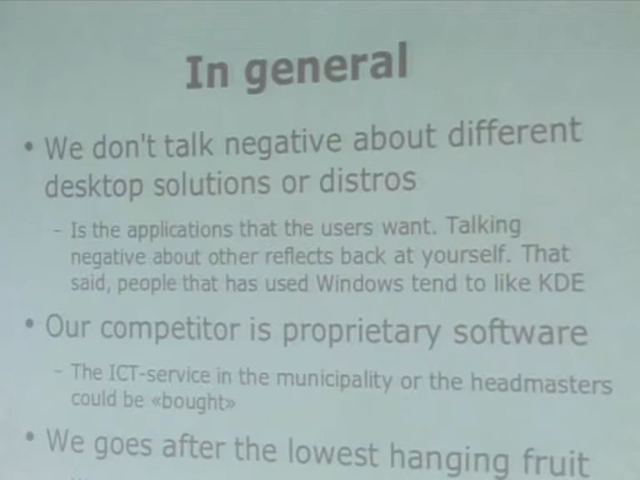 In general
• We don't talk negative about different
desktop solutions or distros
- Is the applications that the users want. Talking
negative about other reflects back at yourself. That
said, people that has used Windows tend to like KDE
• Our competitor is proprietary software
- The ICT-service in the municipality or the headmasters
could be «bought»
• We goes after the lowest hanging fruit